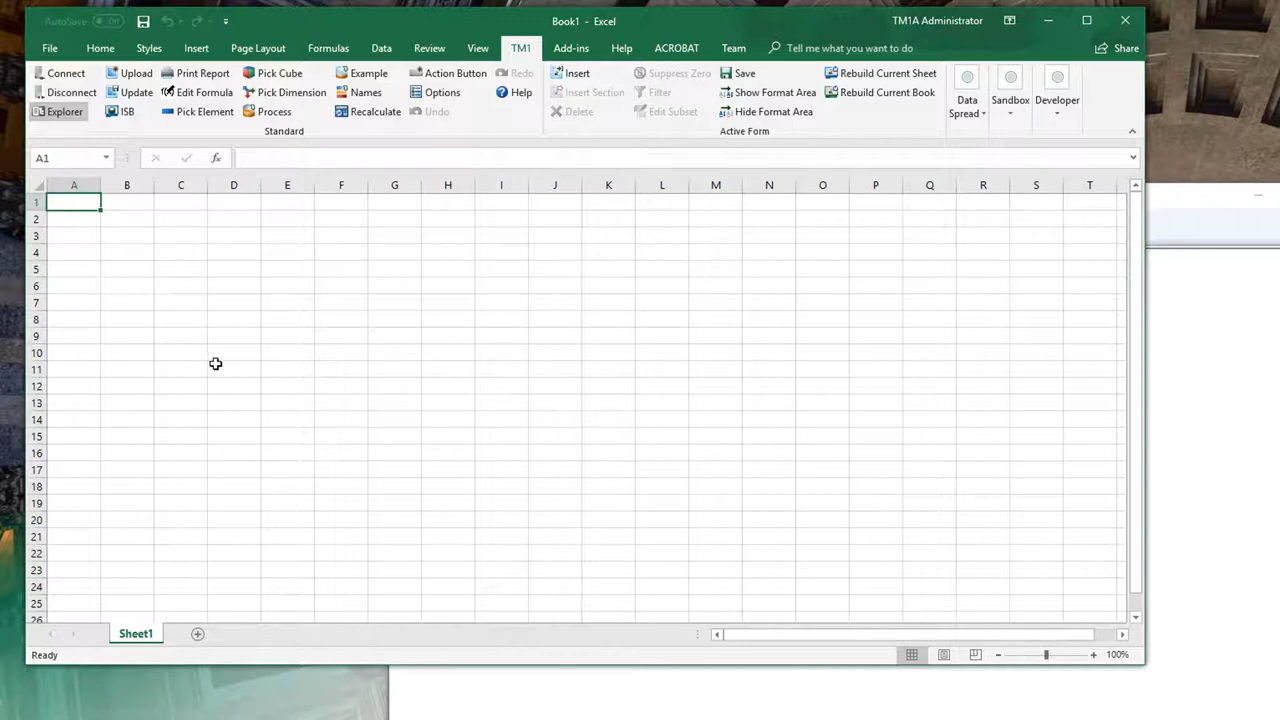 AutoSave Off Book1 - Excel TM1A Administrator
File Home Styles Insert Page Layout Formulas Data Review View TM1 Add-ins Help ACROBAT Team Tell me what you want to do Share
Connect Upload Print Report Pick Cube Example Action Button Redo Insert Suppress Zero Save Rebuild Current Sheet
Disconnect Update Edit Formula Pick Dimension Names Options Help Insert Section Filter Show Format Area Rebuild Current Book
Explorer ISB Pick Element Process Recalculate Undo Delete Edit Subset Hide Format Area
Data Spread Sandbox Developer
Standard Active Form
A1 fx
A B C D E F G H I J K L M N O P Q R S T
1
2
3
4
5
6
7
8
9
10
11
12
13
14
15
16
17
18
19
20
21
22
23
24
25
26
Sheet1
Ready 100%